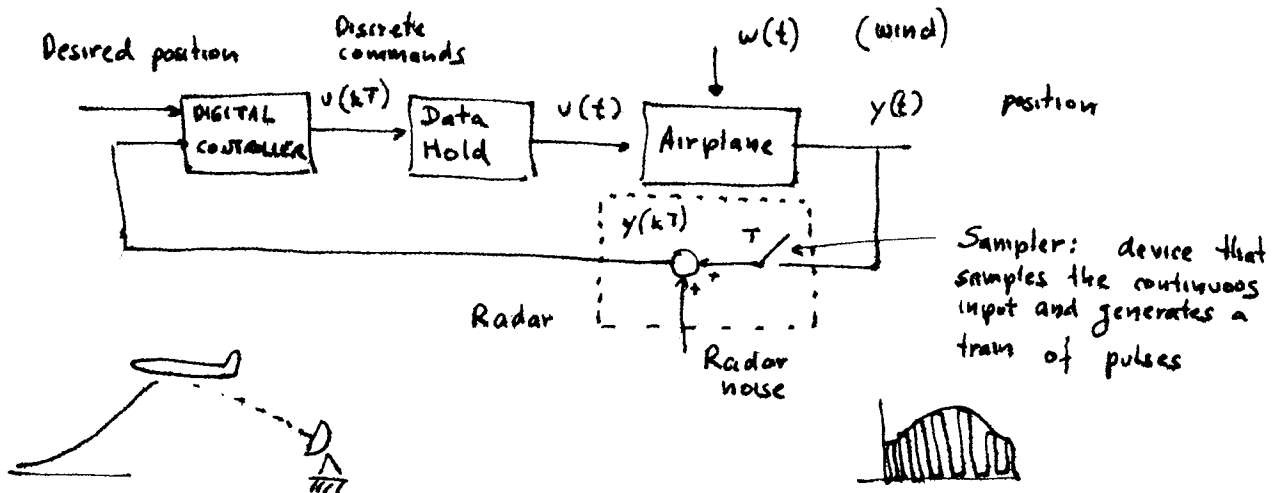 Desired position
Discrete
commands
w(t) (wind)
DIGITAL
CONTROLLER
u(kT)
Data
Hold
u(t)
Airplane
y(t) position
y(kT)
T
+
+
Radar
Radar
noise
Sampler: device that
samples the continuous
input and generates a
train of pulses